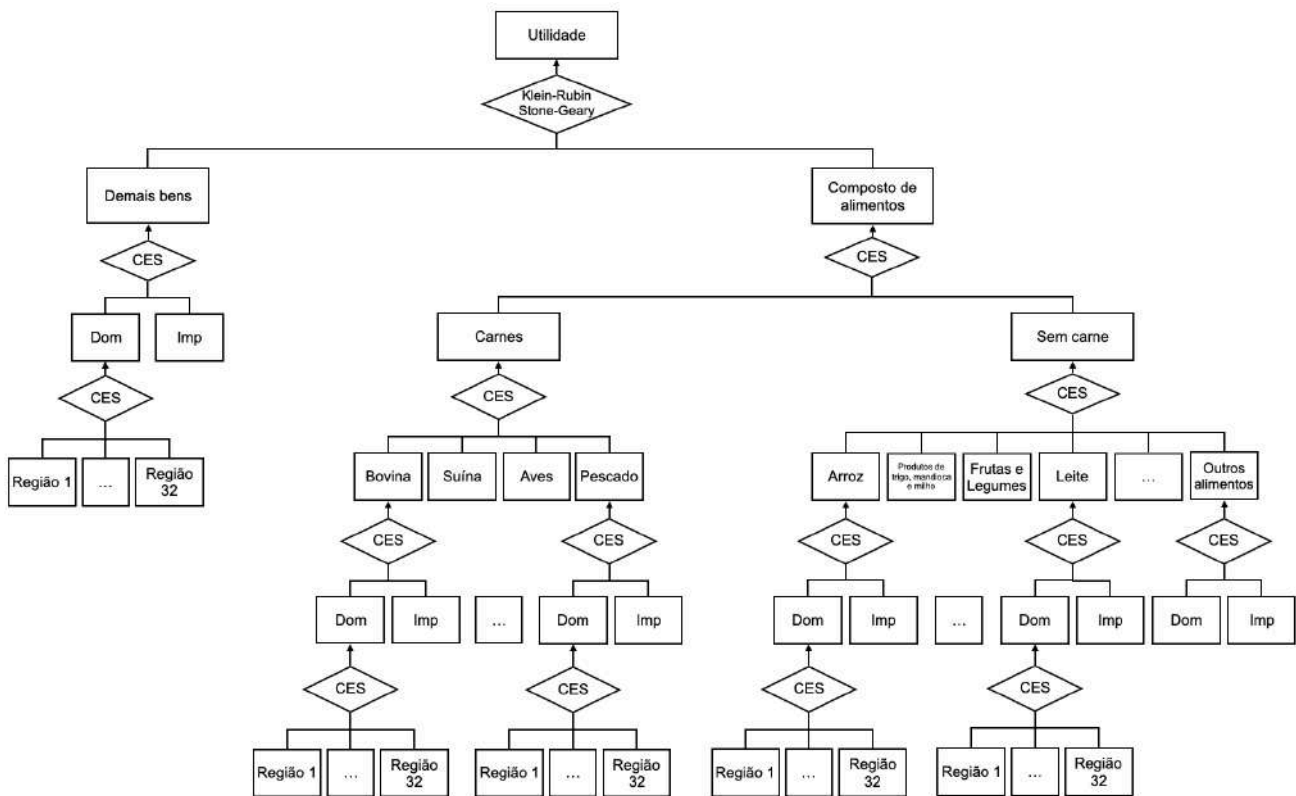 Utilidade
Klein-Rubin
Stone-Geary
Demais bens
Composto de
alimentos
CES
CES
Dom
Imp
Carnes
Sem carne
CES
CES
CES
Região 1
...
Região
32
Bovina
Suína
Aves
Pescado
Arroz
Produtos de
trigo, mandioca
e milho
Frutas e
Legumes
Leite
...
Outros
alimentos
CES
CES
CES
CES
CES
Dom
Imp
...
Dom
Imp
Dom
Imp
...
Dom
Imp
Dom
Imp
CES
CES
CES
CES
Região 1
...
Região
32
Região 1
...
Região
32
Região 1
...
Região
32
Região 1
...
Região
32